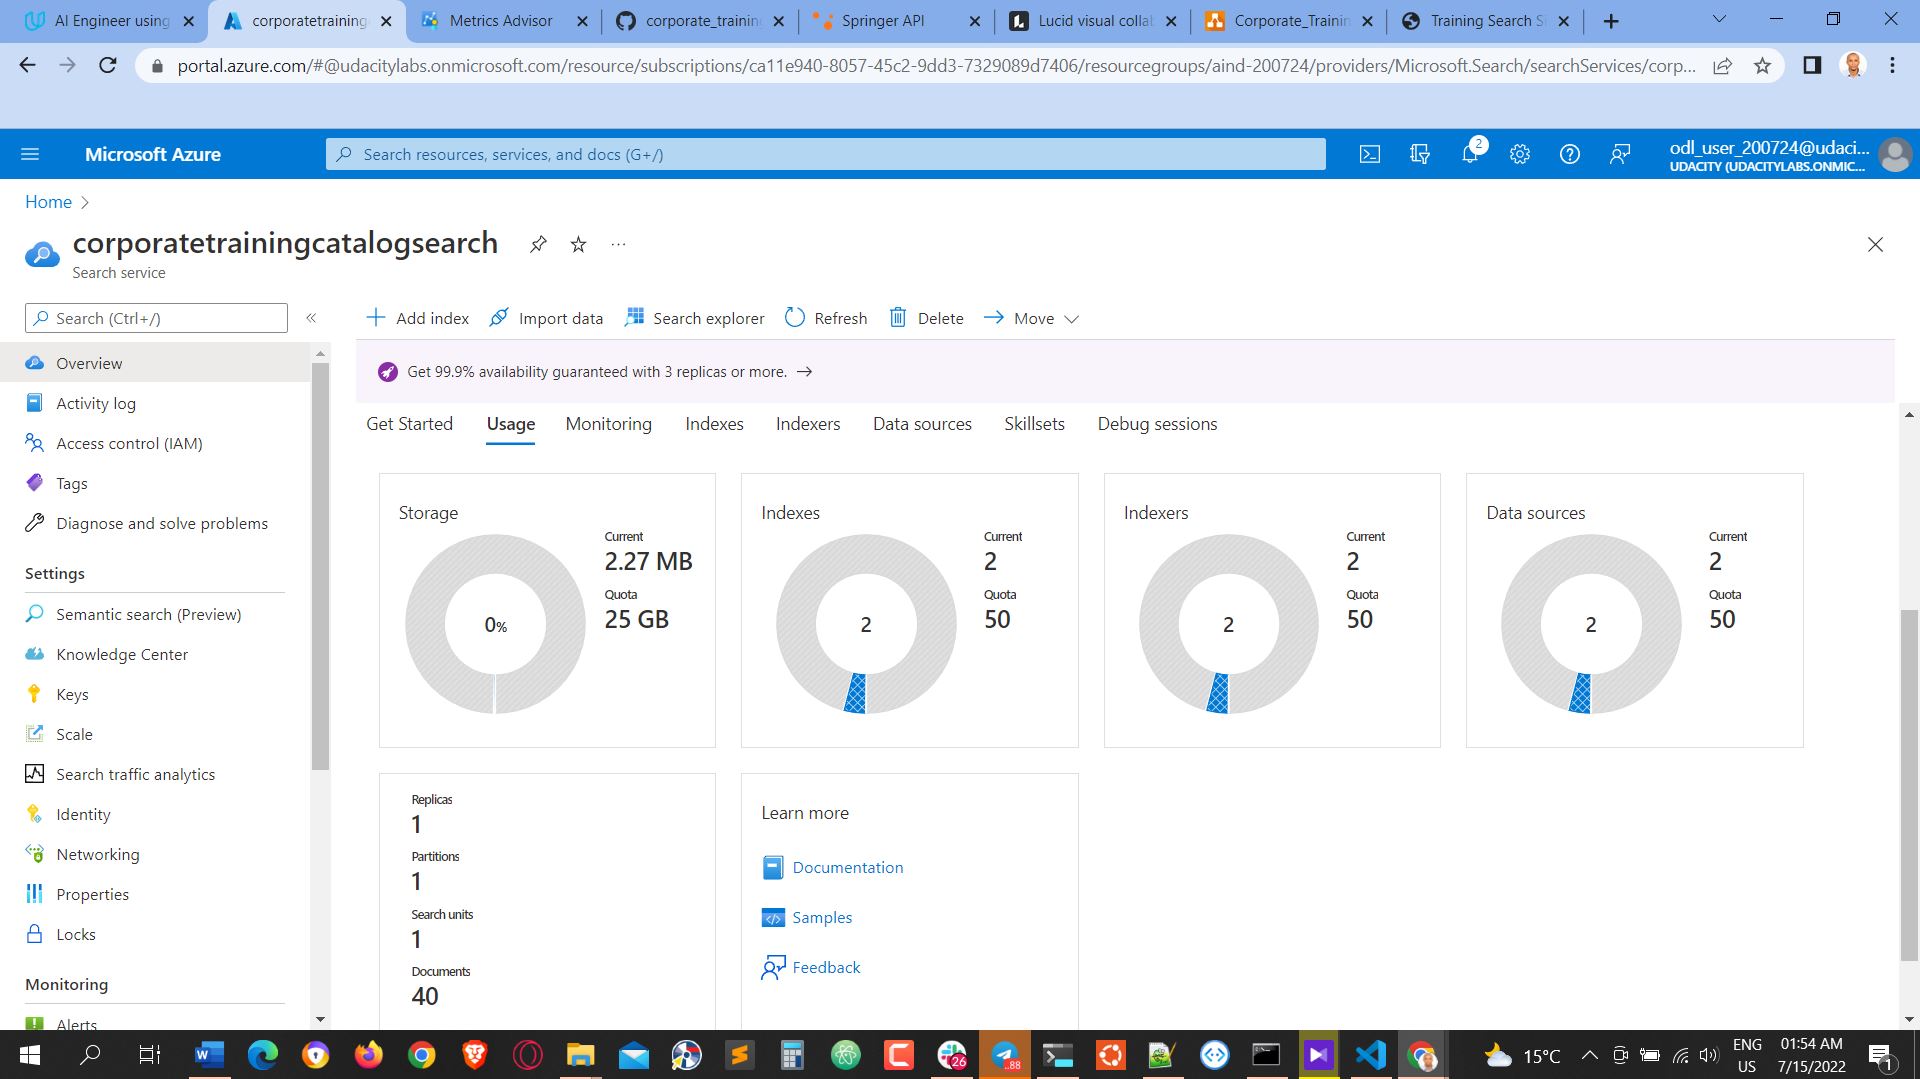 AI Engineer using
corporatetraining
Metrics Advisor
corporate_training
Springer API
Lucid visual collab
Corporate_Trainin
Training Search Si
portal.azure.com/#@udacitylabs.onmicrosoft.com/resource/subscriptions/ca11e940-8057-45c2-9dd3-7329089d7406/resourcegroups/aind-200724/providers/Microsoft.Search/searchServices/corp...
Microsoft Azure
Search resources, services, and docs (G+/)
2
odl_user_200724@udaci...
UDACITY (UDACITYLABS.ONMIC...
Home
corporatetrainingcatalogsearch
Search service
Search (Ctrl+/)
Add index
Import data
Search explorer
Refresh
Delete
Move
Get 99.9% availability guaranteed with 3 replicas or more.
Overview
Activity log
Access control (IAM)
Tags
Diagnose and solve problems
Settings
Semantic search (Preview)
Knowledge Center
Keys
Scale
Search traffic analytics
Identity
Networking
Properties
Locks
Monitoring
Alerts
Get Started
Usage
Monitoring
Indexes
Indexers
Data sources
Skillsets
Debug sessions
Storage
0%
Current
2.27 MB
Quota
25 GB
Indexes
2
Current
2
Quota
50
Indexers
2
Current
2
Quota
50
Data sources
2
Current
2
Quota
50
Replicas
1
Partitions
1
Search units
1
Documents
40
Learn more
Documentation
Samples
Feedback
26
..88
15°C
ENG
US
01:54 AM
7/15/2022
1